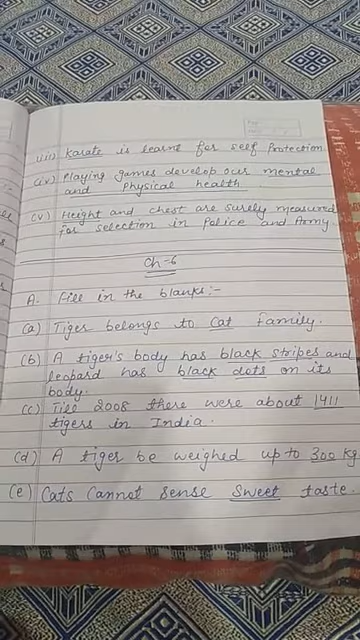 (iii) Karate is learnt for self Protection
(iv) Playing games develop our mental
and Physical health
(v) Height and chest are surely measured
for selection in Police and Army
Ch-6
A. Fill in the blanks:-
(a) Tiger belongs to Cat family.
(b) A tiger's body has black stripes and
leopard has black dots on its
body.
(c) Till 2008 there were about 1411
tigers in India.
(d) A tiger be weighed up to 300 kg
(e) Cats Cannot sense sweet taste.